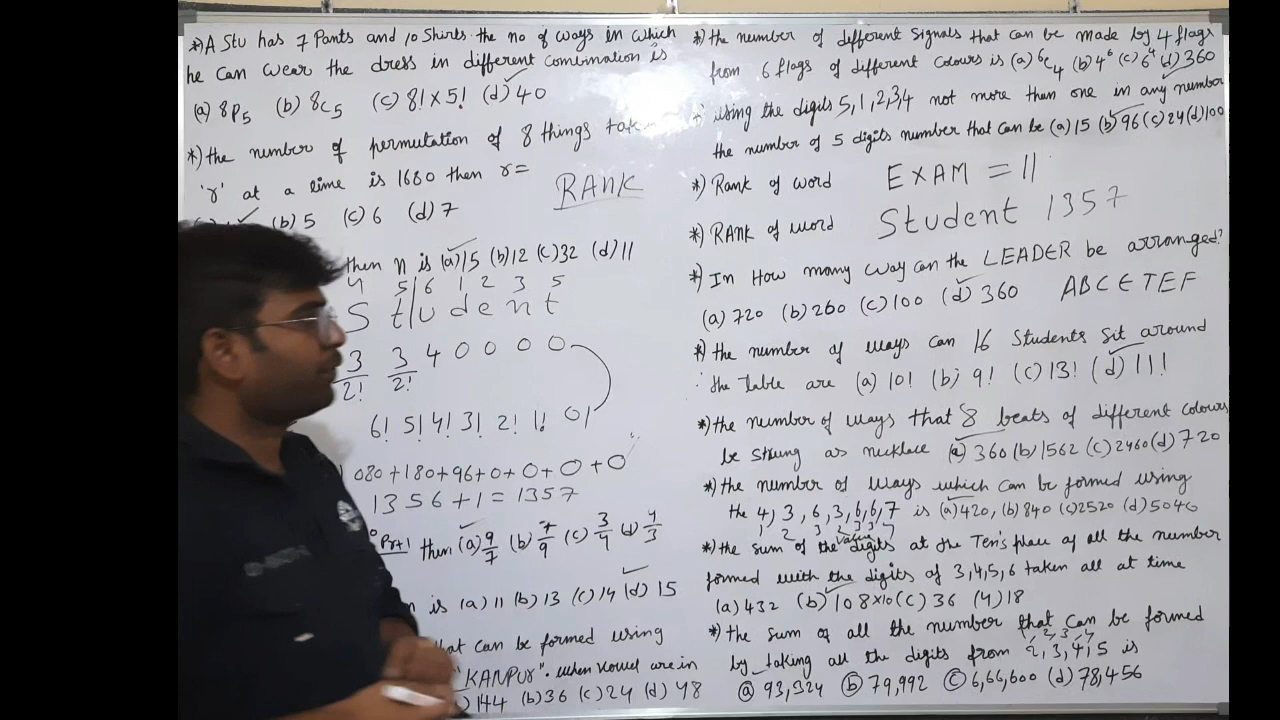 *) A Stu has 7 Pants and 10 Shirts. the no of ways in which
he can wear the dress in different combination is
(a) 8P5 (b) 8C5 (c) 8! × 5! (d) 40
*) the number of permutation of 8 things
'r' at a time is 1680 then r =
(b) 5 (c) 6 (d) 7
RANK
then n is (a) 15 (b) 12 (c) 32 (d) 11
4 5 6 1 2 3 5
Student
3/2! 3/2! 4 0 0 0 0
6! 5! 4! 3! 2! 1! 0!
1080+180+96+0+0+0+0
1356+1=1357
then (a) 9/7 (b) 7/9 (c) 3/4 (d) 4/3
n is (a) 11 (b) 13 (c) 14 (d) 15
that can be formed using
"KANPUR". when vowel are in
144 (b) 36 (c) 24 (d) 48
*) the number of different signals that can be made by 4 flags
from 6 flags of different colours is (a) 6C4 (b) 4^6 (c) 6^4 (d) 360
*) using the digits 5,1,2,3,4 not more then one in any number
the number of 5 digits number that can be (a) 15 (b) 96 (c) 24 (d) 100
*) Rank of word EXAM = 11
*) RANK of word Student 1357
*) In How many way can the LEADER be arranged?
(a) 720 (b) 260 (c) 100 (d) 360 ABCETEF
*) the number of ways can 16 Students Sit around
the table are (a) 10! (b) 9! (c) 13! (d) 11!
*) the number of ways that 8 beats of different colours
be Strung as necklace (a) 360 (b) 1562 (c) 2460 (d) 720
*) the number of ways which can be formed using
the 4, 3, 6, 3, 6, 6, 7 is (a) 420, (b) 840 (c) 2520 (d) 5040
*) the sum of the value digits at the Ten's place of all the number
formed with the digits of 3,4,5,6 taken all at time
(a) 432 (b) 108×10 (c) 36 (4) 18
*) the sum of all the number that can be formed
by taking all the digits from 2,3,4,5 is
(a) 93,324 (b) 79,992 (c) 6,66,600 (d) 78,456